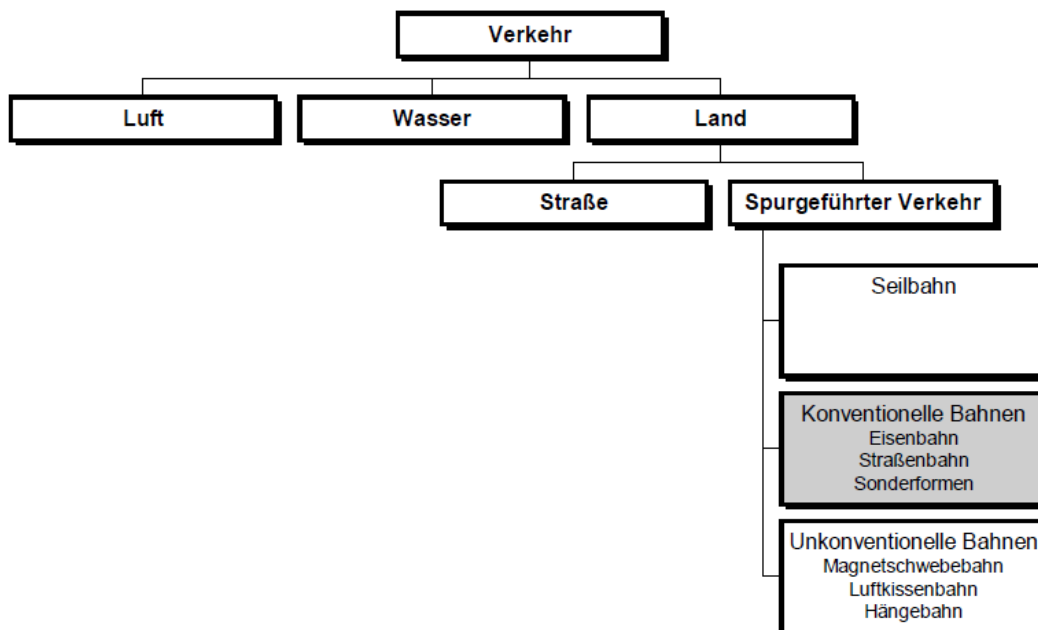 Verkehr
Luft
Wasser
Land
Straße
Spurgeführter Verkehr
Seilbahn
Konventionelle Bahnen
Eisenbahn
Straßenbahn
Sonderformen
Unkonventionelle Bahnen
Magnetschwebebahn
Luftkissenbahn
Hängebahn